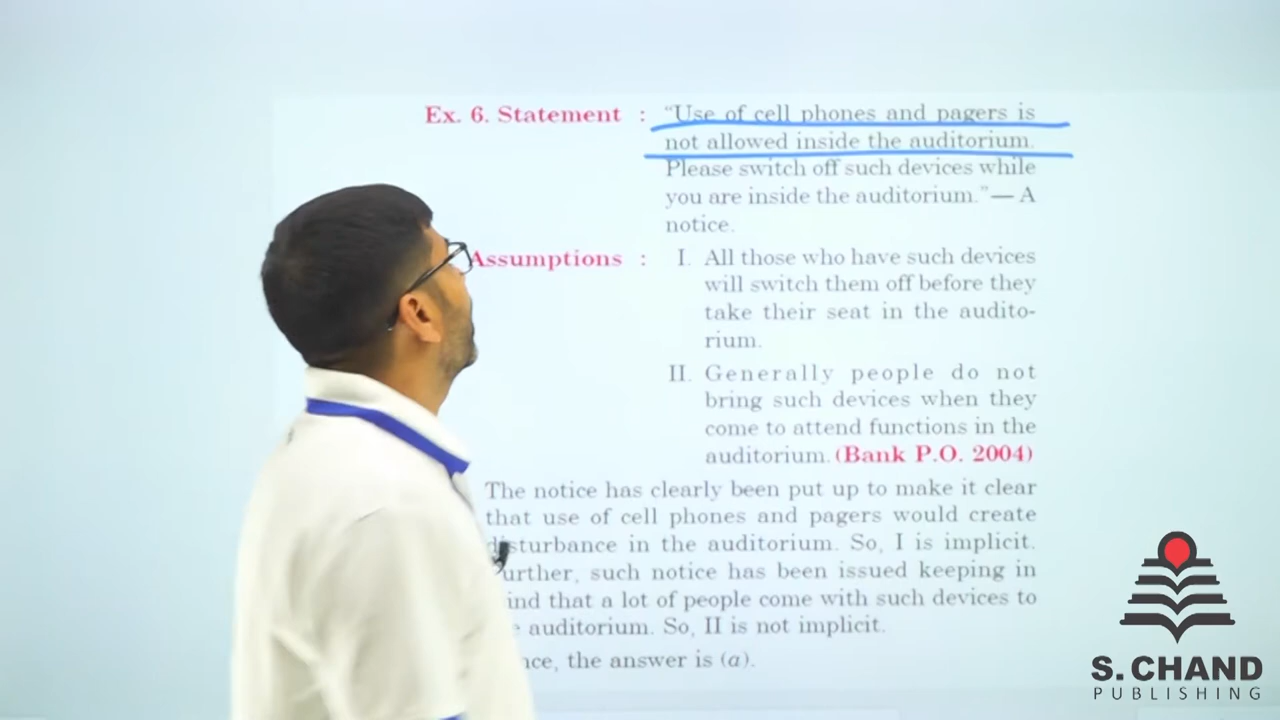 Ex. 6. Statement : “Use of cell phones and pagers is
not allowed inside the auditorium.
Please switch off such devices while
you are inside the auditorium.”— A
notice.
Assumptions : I. All those who have such devices
will switch them off before they
take their seat in the audito-
rium.
II. Generally people do not
bring such devices when they
come to attend functions in the
auditorium. (Bank P.O. 2004)
The notice has clearly been put up to make it clear
that use of cell phones and pagers would create
disturbance in the auditorium. So, I is implicit.
urther, such notice has been issued keeping in
ind that a lot of people come with such devices to
auditorium. So, II is not implicit.
nce, the answer is (a).
S. CHAND
PUBLISHING